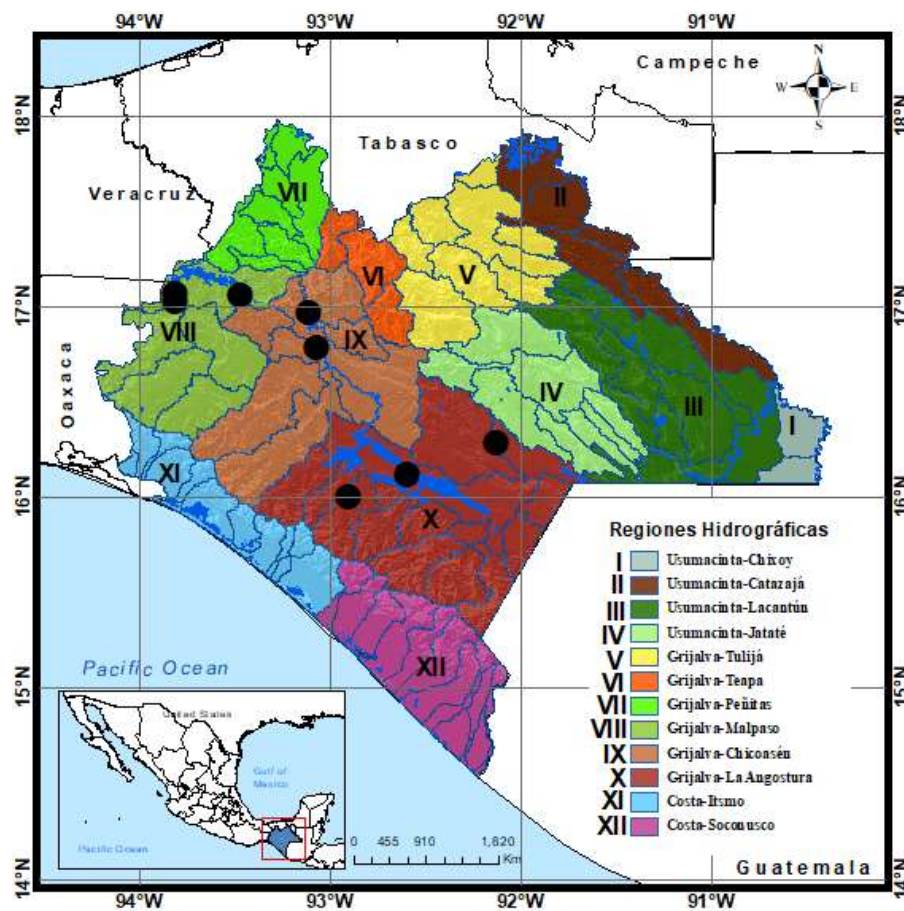 94°W 93°W 92°W 91°W
Campeche
N
W E
S
18°N 18°N
Tabasco
Veracruz
VII
II
V
VI
17°N 17°N
VIII
IX
IV
Oaxaca
III
I
XI
16°N 16°N
X
Regiones Hidrográficas
I Usumacinta-Chixoy
II Usumacinta-Catazajá
III Usumacinta-Lacantún
IV Usumacinta-Jataté
V Grijalva-Tulijá
VI Grijalva-Teapa
VII Grijalva-Peñitas
VIII Grijalva-Malpaso
IX Grijalva-Chicoasén
X Grijalva-La Angostura
XI Costa-Itsmo
XII Costa-Soconusco
XII
Pacific Ocean
15°N 15°N
United States
Gulf of
Mexico
Pacific Ocean
0 455 910 1,820
Km
Guatemala
14°N 14°N
94°W 93°W 92°W 91°W